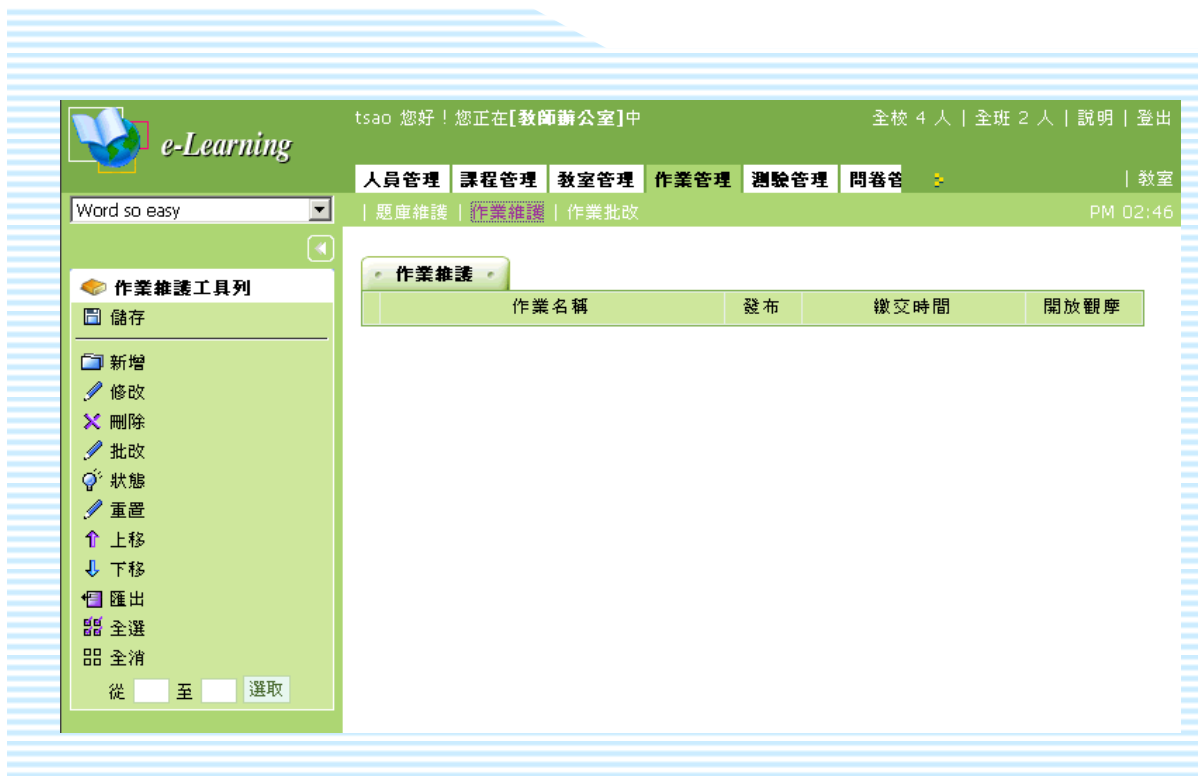 e-Learning
tsao 您好！您正在[教師辦公室]中
全校 4 人 | 全班 2 人 | 說明 | 登出
人員管理 課程管理 教室管理 作業管理 測驗管理 問卷管
| 教室
Word so easy
| 題庫維護 | 作業維護 | 作業批改
PM 02:46
作業維護工具列
儲存
新增
修改
刪除
批改
狀態
重置
上移
下移
匯出
全選
全消
從 至 選取
作業維護
作業名稱 發布 繳交時間 開放觀摩